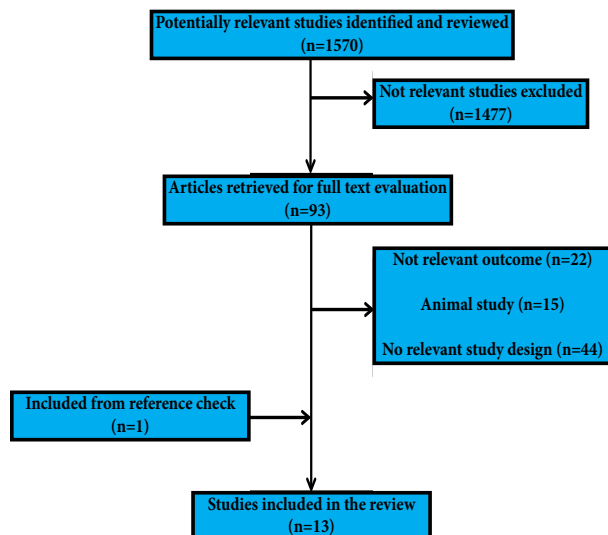 Potentially relevant studies identified and reviewed
(n=1570)
Not relevant studies excluded
(n=1477)
Articles retrieved for full text evaluation
(n=93)
Not relevant outcome (n=22)
Animal study (n=15)
No relevant study design (n=44)
Included from reference check
(n=1)
Studies included in the review
(n=13)